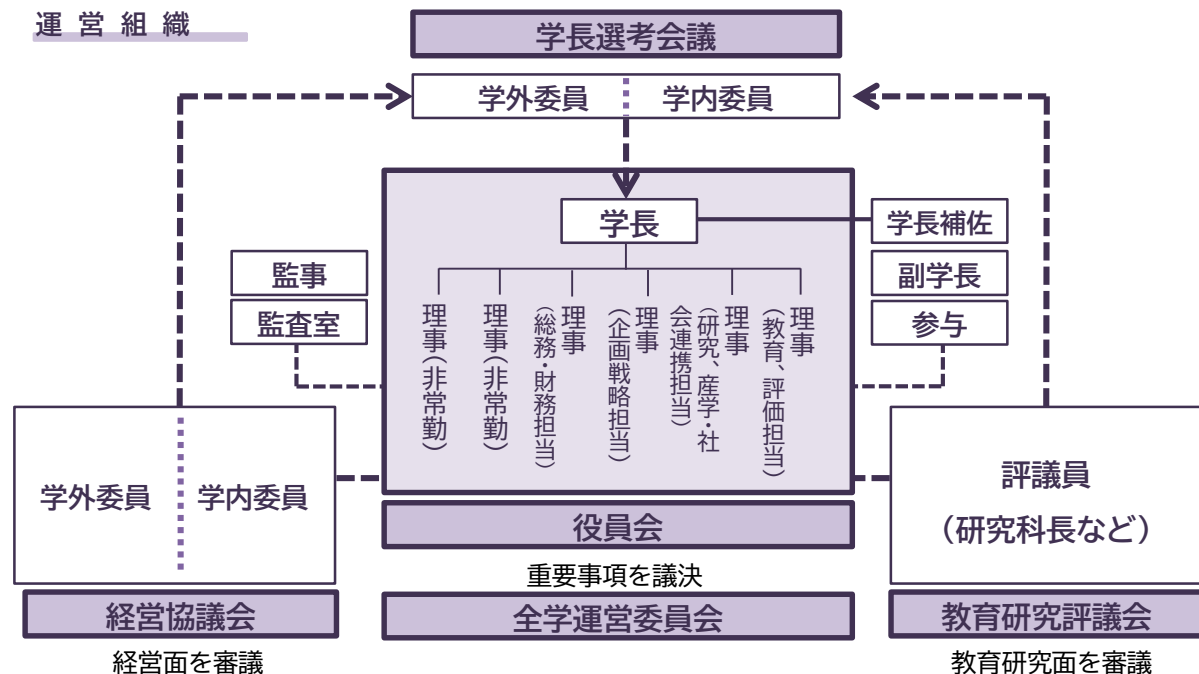 運営組織
学長選考会議
学外委員
学内委員
学長
学長補佐
副学長
参与
監事
監査室
理事(非常勤)
理事(非常勤)
理事
(総務・財務担当)
理事
(企画戦略担当)
理事
(研究、産学・社
会連携担当)
理事
(教育、評価担当)
学外委員
学内委員
評議員
(研究科長など)
役員会
重要事項を議決
経営協議会
全学運営委員会
教育研究評議会
経営面を審議
教育研究面を審議